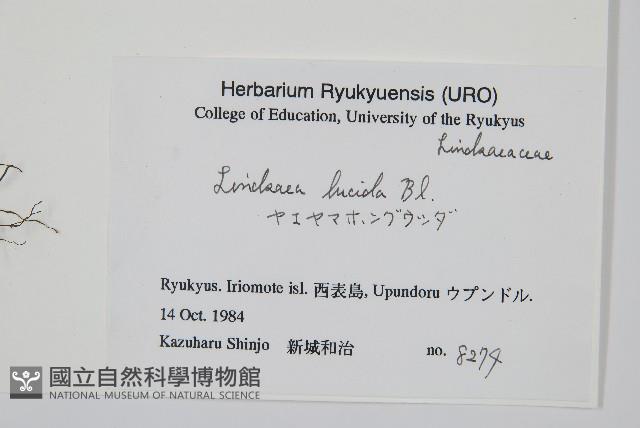 Herbarium Ryukyuensis (URO)
College of Education, University of the Ryukyus
Lindsaeaceae
Lindsaea lucida Bl.
ヤエヤマホングウシダ
Ryukyus. Iriomote isl. 西表島, Upundoru ウプンドル.
14 Oct. 1984
Kazuharu Shinjo 新城和治 no. 8274
國立自然科學博物館
NATIONAL MUSEUM OF NATURAL SCIENCE